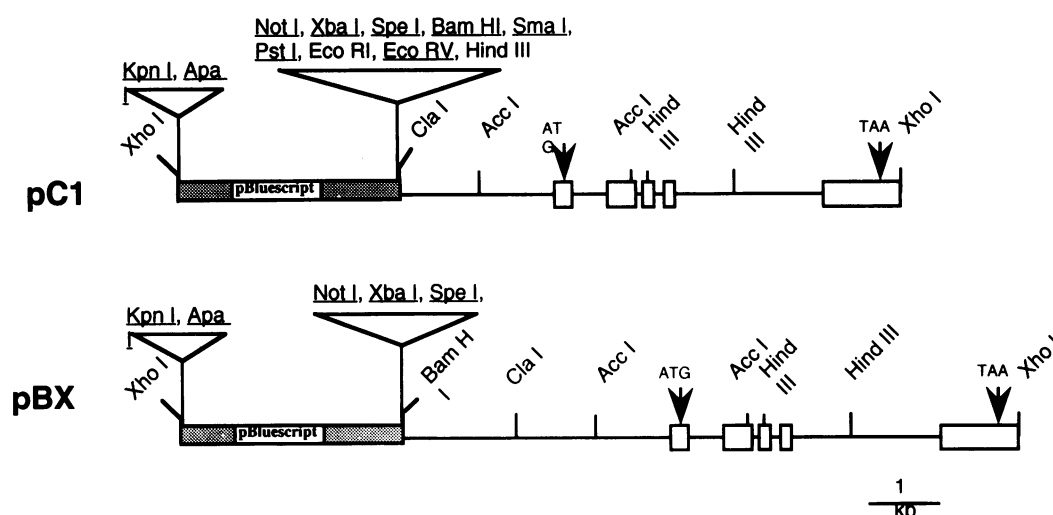 Not I, Xba I, Spe I, Bam HI, Sma I,
Pst I, Eco RI, Eco RV, Hind III
Kpn I, Apa
I
Xho I
Cla I
Acc I
AT
G
Acc I
Hind
III
Hind
III
TAA
Xho I
pC1
pBluescript
Not I, Xba I, Spe I,
Kpn I, Apa
I
Xho I
Bam H
I
Cla I
Acc I
ATG
Acc I
Hind
III
Hind III
TAA
Xho I
pBX
pBluescript
1